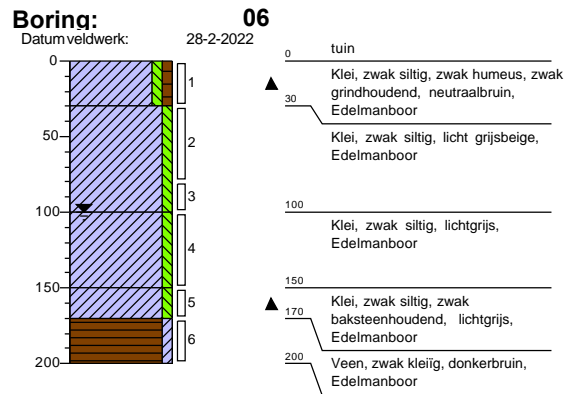 Boring: 06
Datum veldwerk: 28-2-2022
0
50
100
150
200
1
2
3
4
5
6
0 tuin
Klei, zwak siltig, zwak humeus, zwak
grindhoudend, neutraalbruin,
Edelmanboor
30
Klei, zwak siltig, licht grijsbeige,
Edelmanboor
100
Klei, zwak siltig, lichtgrijs,
Edelmanboor
150
Klei, zwak siltig, zwak
baksteenhoudend, lichtgrijs,
Edelmanboor
170
Veen, zwak kleiïg, donkerbruin,
Edelmanboor
200